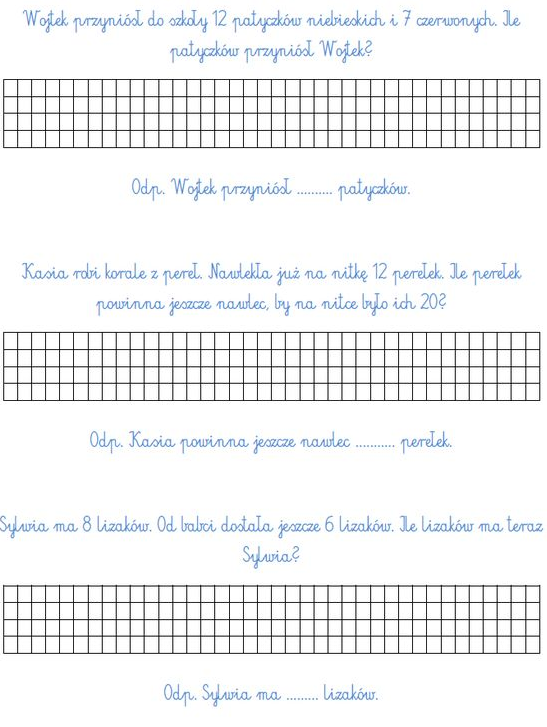 Wojtek przyniósł do szkoły 12 patyczków niebieskich i 7 czerwonych. Ile
patyczków przyniósł Wojtek?
Odp. Wojtek przyniósł .......... patyczków.
Kasia robi korale z pereł. Nawlekła już na nitkę 12 perełek. Ile perełek
powinna jeszcze nawlec, by na nitce było ich 20?
Odp. Kasia powinna jeszcze nawlec ........... perełek.
Sylwia ma 8 lizaków. Od babci dostała jeszcze 6 lizaków. Ile lizaków ma teraz
Sylwia?
Odp. Sylwia ma ......... lizaków.